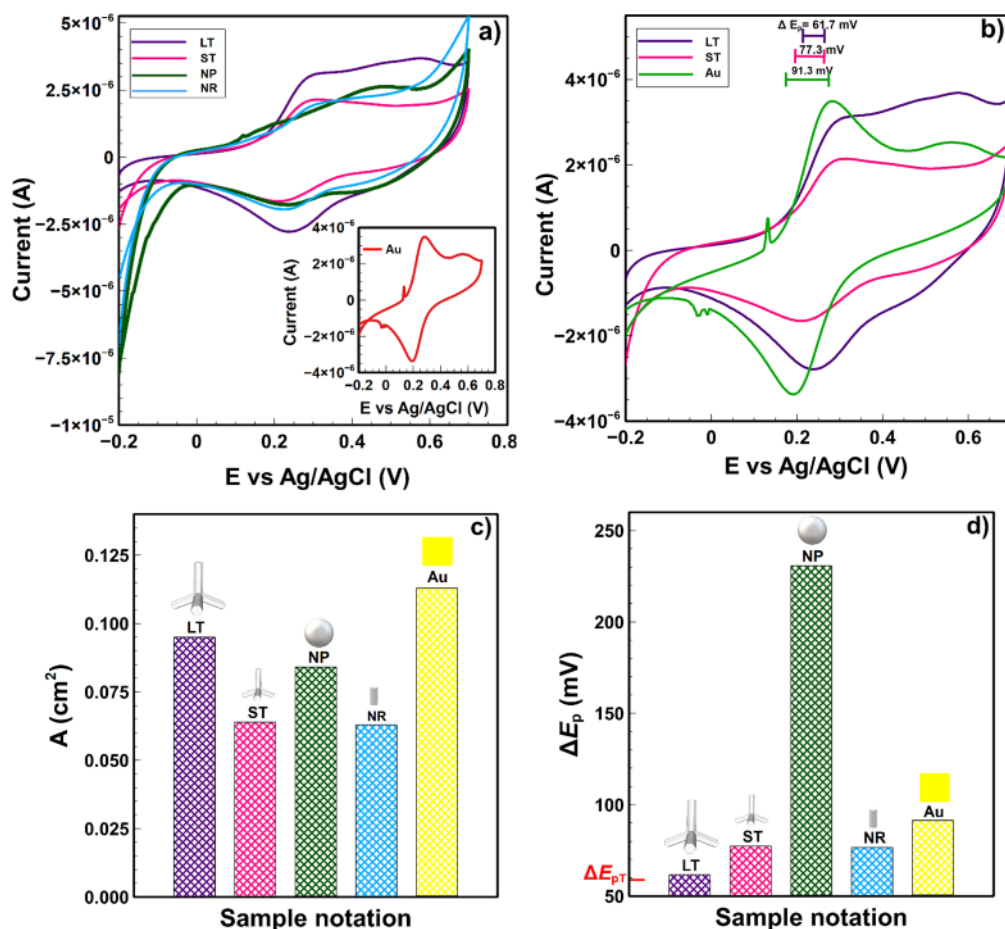 a)
LT
ST
NP
NR
5×10⁻⁶
2.5×10⁻⁶
0
−2.5×10⁻⁶
−5×10⁻⁶
−7.5×10⁻⁶
−1×10⁻⁵
Current (A)
−0.2 0 0.2 0.4 0.6 0.8
E vs Ag/AgCl (V)
Au
4×10⁻⁶
2×10⁻⁶
0
−2×10⁻⁶
−4×10⁻⁶
Current (A)
−0.2 0 0.2 0.4 0.6 0.8
E vs Ag/AgCl (V)
b)
LT
ST
Au
Δ Eₚ= 61.7 mV
77.3 mV
91.3 mV
4×10⁻⁶
2×10⁻⁶
0
−2×10⁻⁶
−4×10⁻⁶
Current (A)
−0.2 0 0.2 0.4 0.6
E vs Ag/AgCl (V)
c)
0.125
0.100
0.075
0.050
0.025
0.000
A (cm²)
LT
ST
NP
NR
Au
Sample notation
d)
250
200
150
100
50
ΔEₚ (mV)
ΔEpT
LT
ST
NP
NR
Au
Sample notation